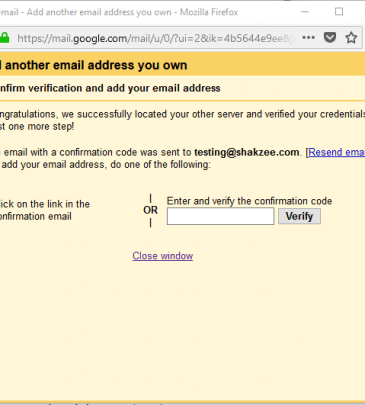 mail - Add another email address you own - Mozilla Firefox
https://mail.google.com/mail/u/0/?ui=2&ik=4b5644e9ee8
d another email address you own
nfirm verification and add your email address
ngratulations, we successfully located your other server and verified your credentials
st one more step!
email with a confirmation code was sent to testing@shakzee.com. [Resend emai
add your email address, do one of the following:
ick on the link in the
onfirmation email
OR
Enter and verify the confirmation code
Verify
Close window